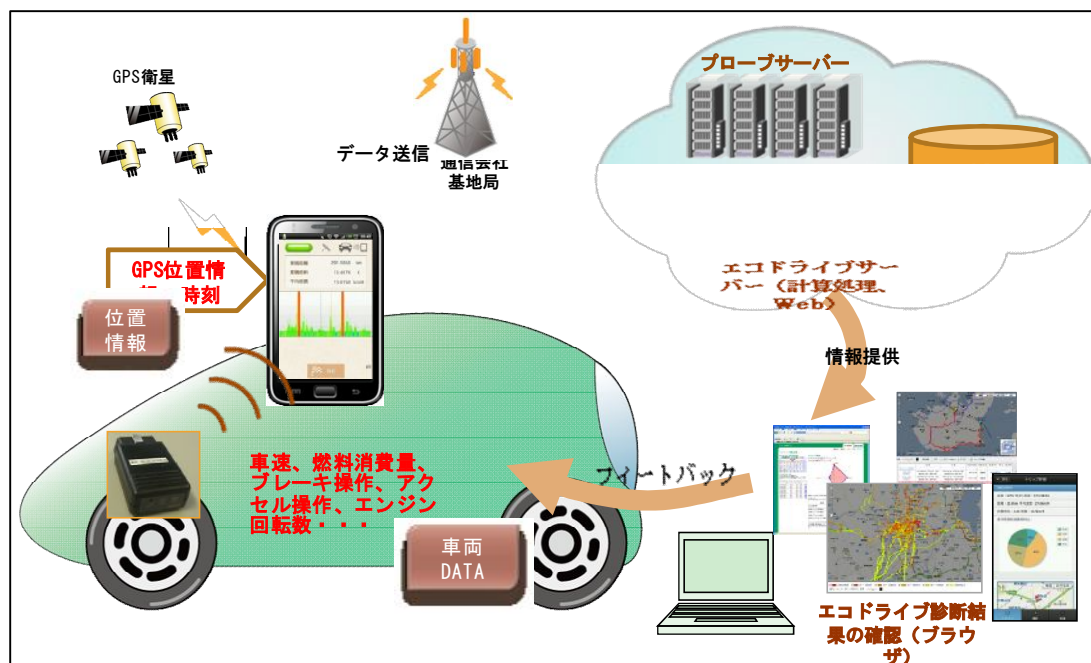 GPS衛星
データ送信
通信会社
基地局
プローブサーバー
GPS位置情
時刻
位置
情報
エコドライブサー
バー（計算処理、
Web）
情報提供
車速、燃料消費量、
ブレーキ操作、アク
セル操作、エンジン
回転数・・・
フィートバック
車両
DATA
エコドライブ診断結
果の確認（ブラウ
ザ）